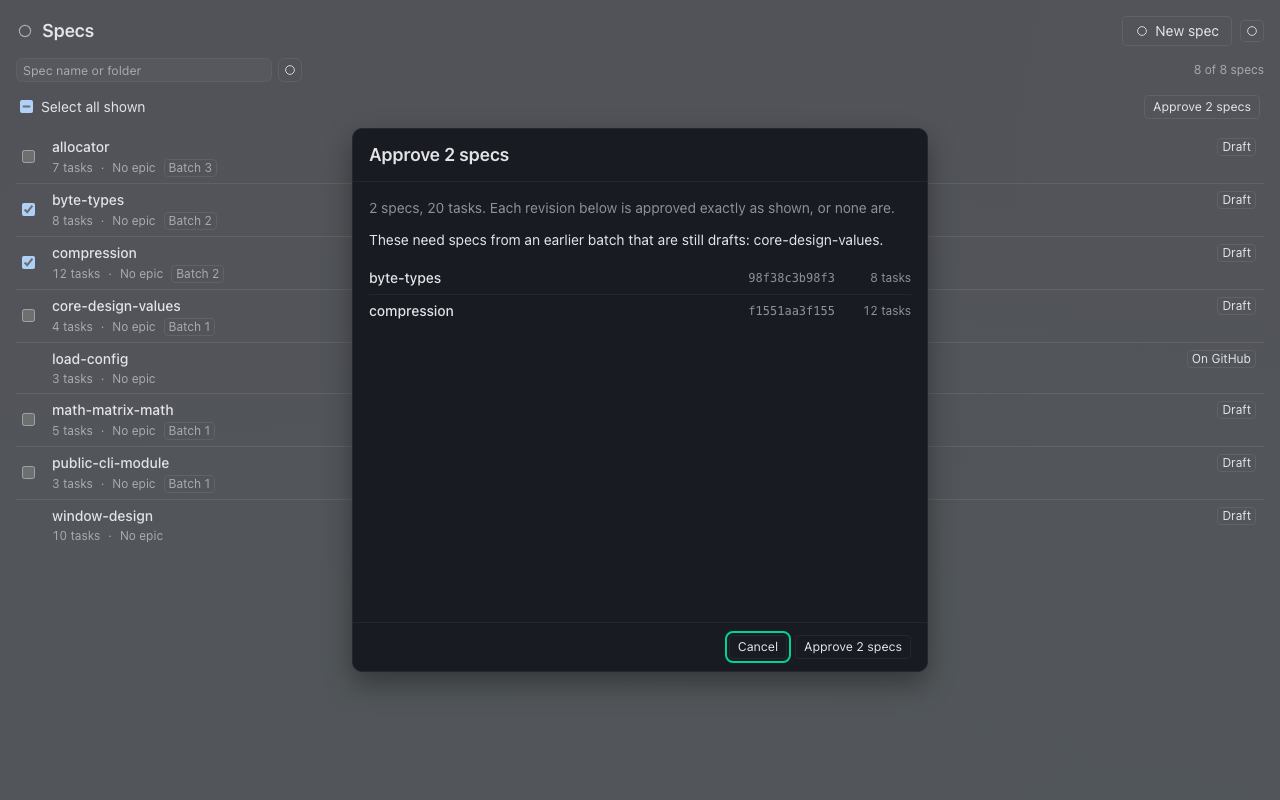 Specs
New spec
Spec name or folder
8 of 8 specs
Select all shown
Approve 2 specs
allocator
7 tasks · No epic Batch 3
Draft
byte-types
8 tasks · No epic Batch 2
Draft
compression
12 tasks · No epic Batch 2
Draft
core-design-values
4 tasks · No epic Batch 1
Draft
load-config
3 tasks · No epic
On GitHub
math-matrix-math
5 tasks · No epic Batch 1
Draft
public-cli-module
3 tasks · No epic Batch 1
Draft
window-design
10 tasks · No epic
Draft
Approve 2 specs
2 specs, 20 tasks. Each revision below is approved exactly as shown, or none are.
These need specs from an earlier batch that are still drafts: core-design-values.
byte-types 98f38c3b98f3 8 tasks
compression f1551aa3f155 12 tasks
Cancel Approve 2 specs